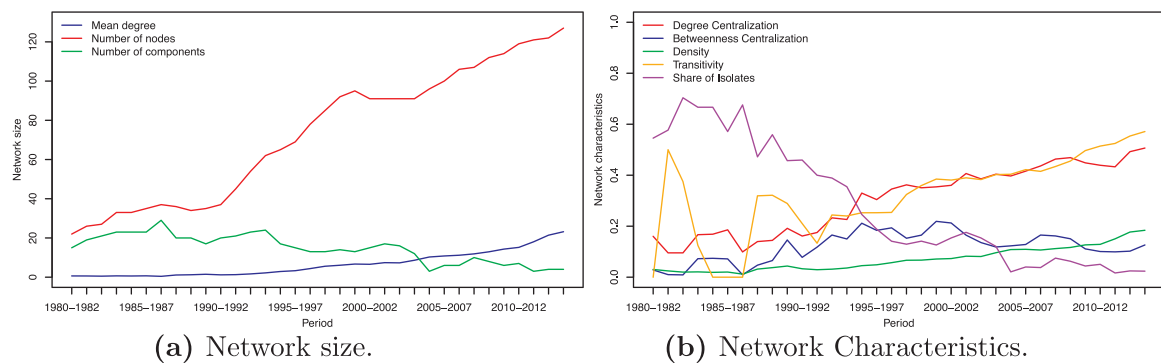 Mean degree
Number of nodes
Number of components
Network size
0 20 40 60 80 100 120
1980−1982 1985−1987 1990−1992 1995−1997 2000−2002 2005−2007 2010−2012
Period
(a) Network size.
Degree Centralization
Betweenness Centralization
Density
Transitivity
Share of Isolates
Network characteristics
0.0 0.2 0.4 0.6 0.8 1.0
1980−1982 1985−1987 1990−1992 1995−1997 2000−2002 2005−2007 2010−2012
Period
(b) Network Characteristics.